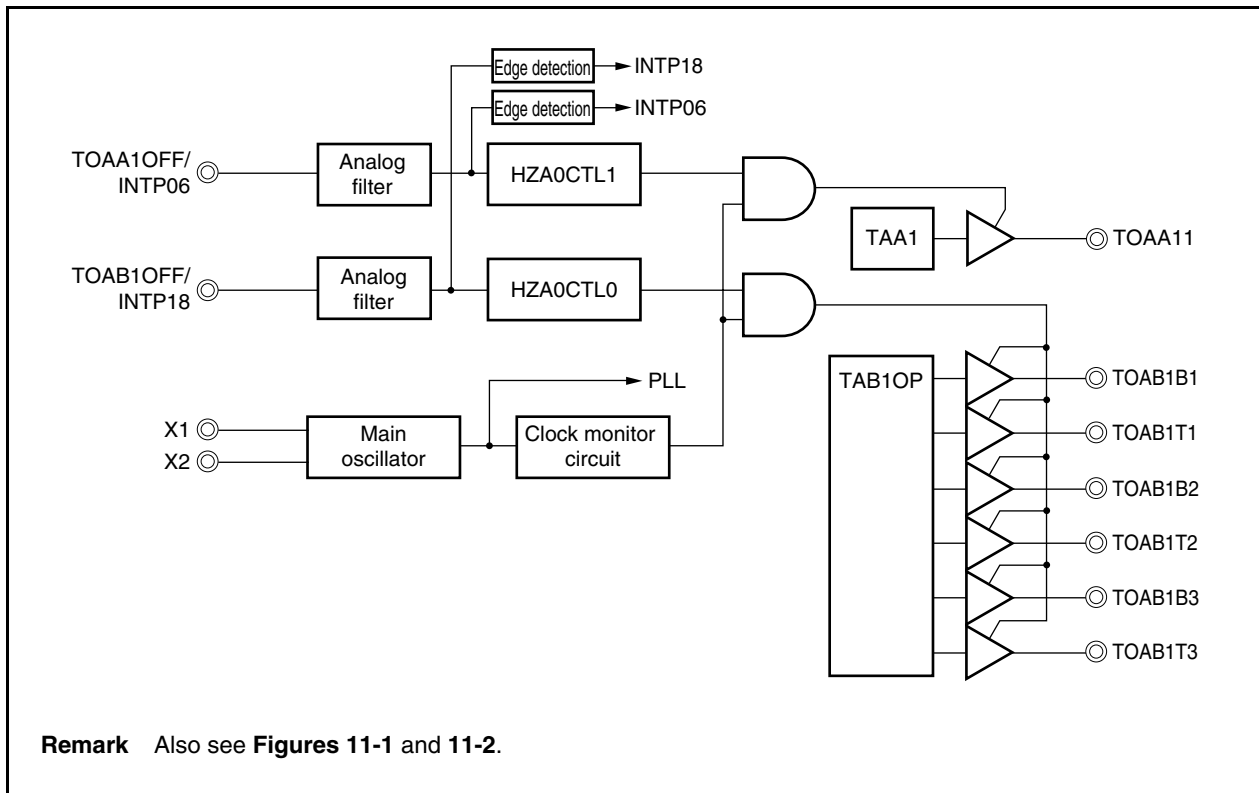 Edge detection
INTP18
Edge detection
INTP06
TOAA1OFF/
INTP06
Analog
filter
HZA0CTL1
TAA1
TOAA11
TOAB1OFF/
INTP18
Analog
filter
HZA0CTL0
TAB1OP
TOAB1B1
PLL
TOAB1T1
X1
X2
Main
oscillator
Clock monitor
circuit
TOAB1B2
TOAB1T2
TOAB1B3
TOAB1T3
Remark Also see Figures 11-1 and 11-2.